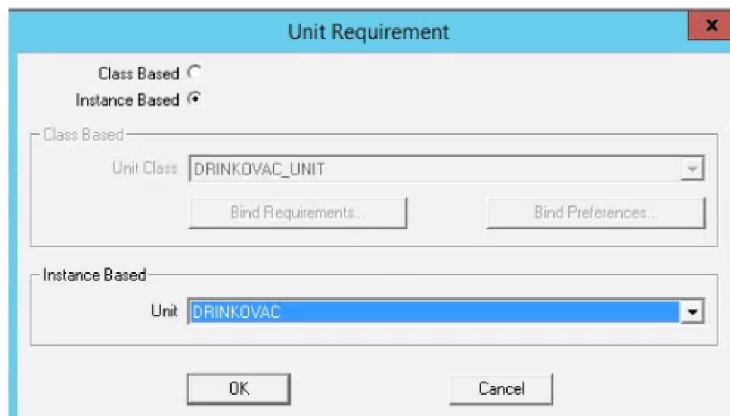 Unit Requirement
x
Class Based
Instance Based
Class Based
Unit Class DRINKOVAC_UNIT
Bind Requirements... Bind Preferences...
Instance Based
Unit DRINKOVAC
OK Cancel